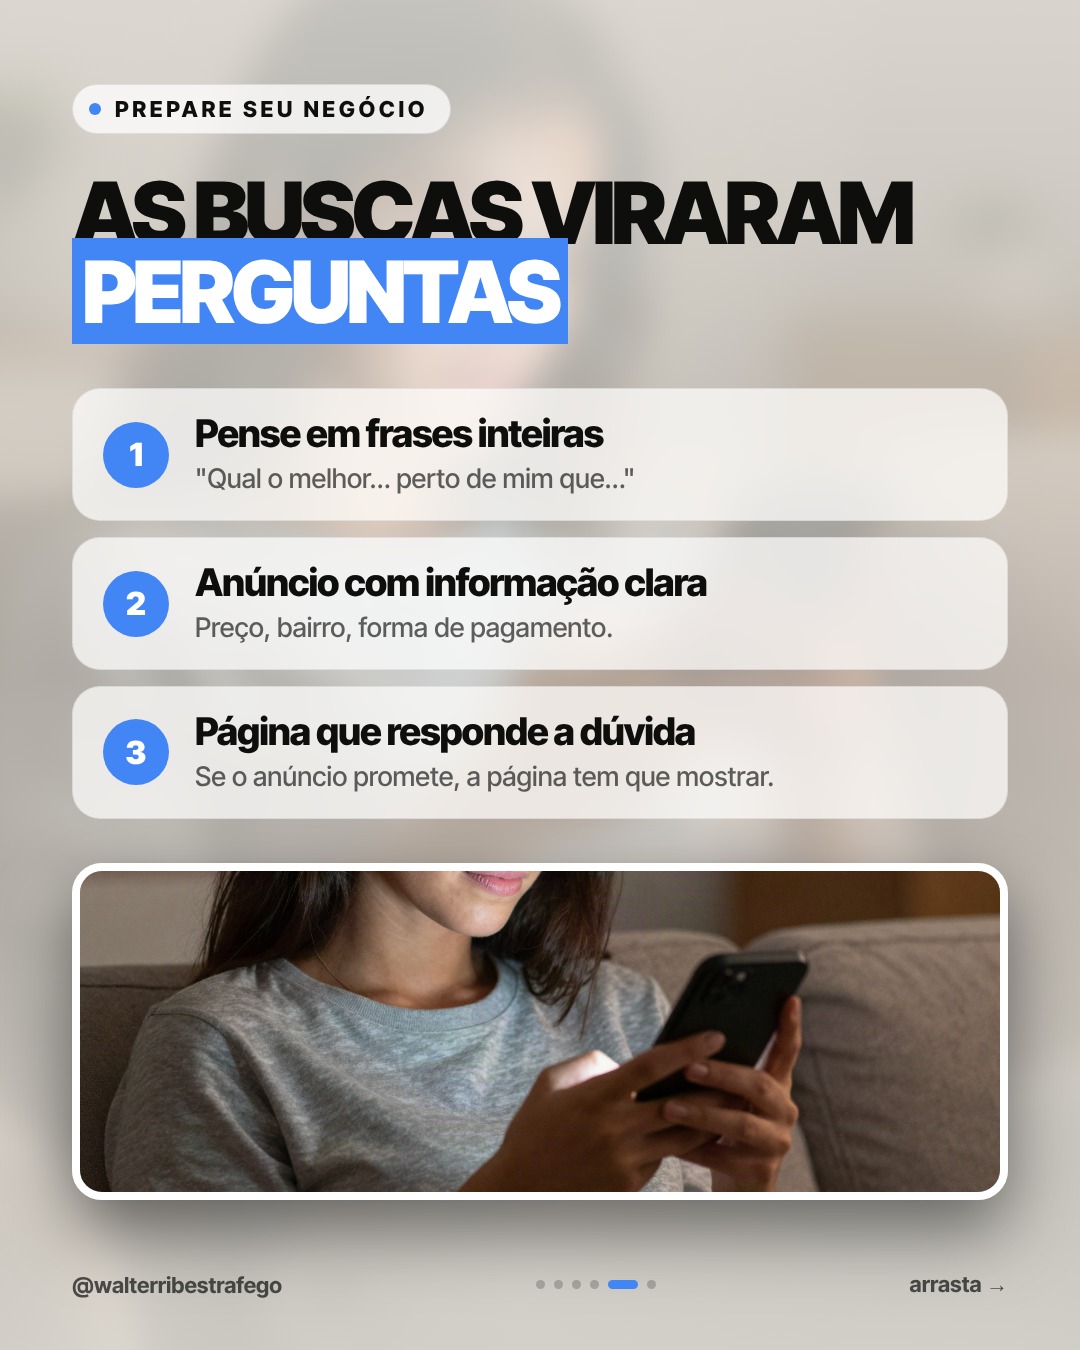 PREPARE SEU NEGÓCIO
AS BUSCAS VIRARAM
PERGUNTAS
1
Pense em frases inteiras
"Qual o melhor... perto de mim que..."
2
Anúncio com informação clara
Preço, bairro, forma de pagamento.
3
Página que responde a dúvida
Se o anúncio promete, a página tem que mostrar.
@walterribestrafego
arrasta →